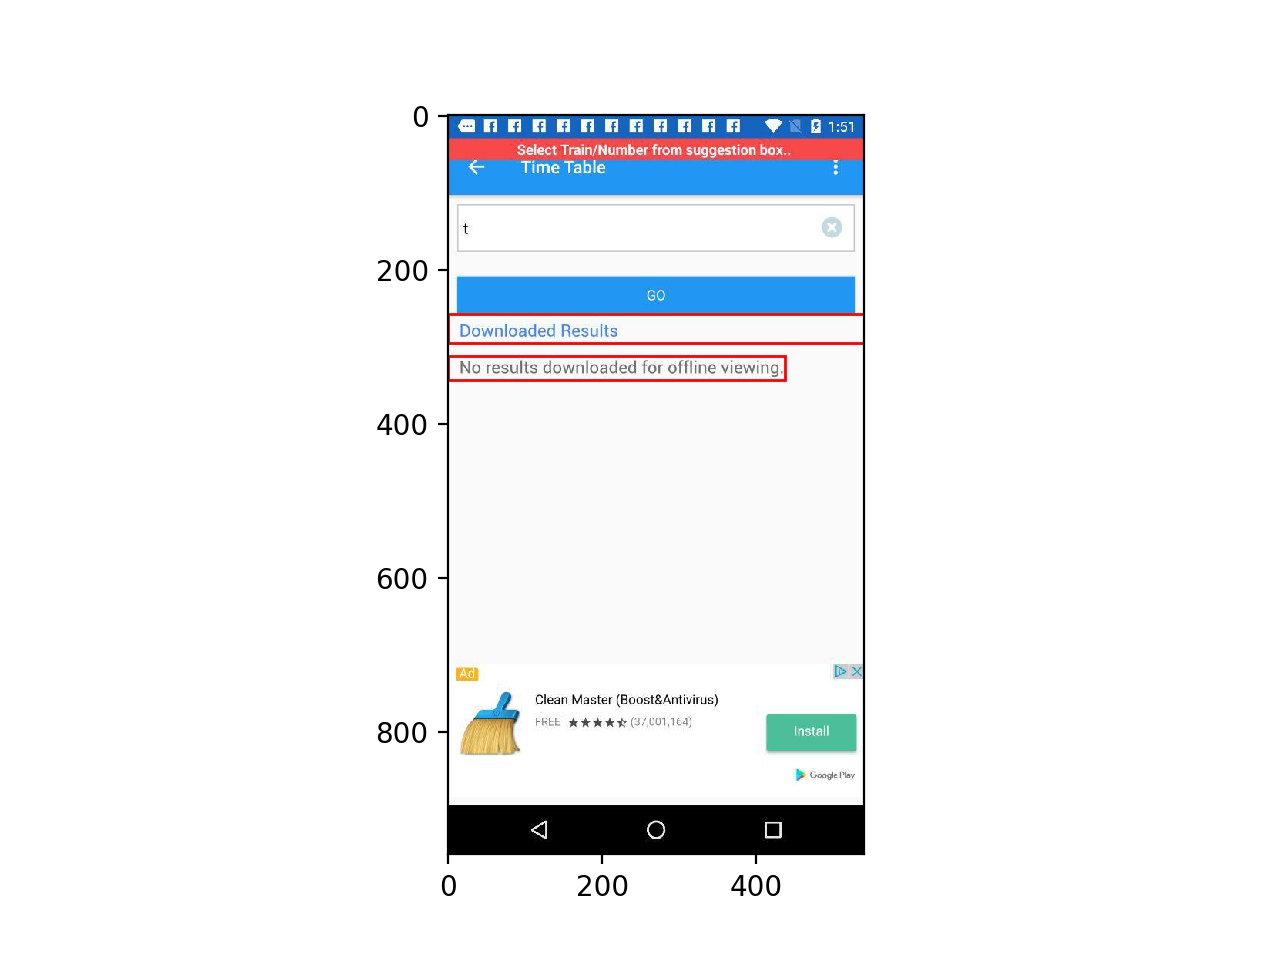 0
1:51
Select Train/Number from suggestion box..
Time Table
t
200
GO
Downloaded Results
No results downloaded for offline viewing.
400
600
Ad
Clean Master (Boost&Antivirus)
FREE (37,001,164)
Install
800
Google Play
0 200 400